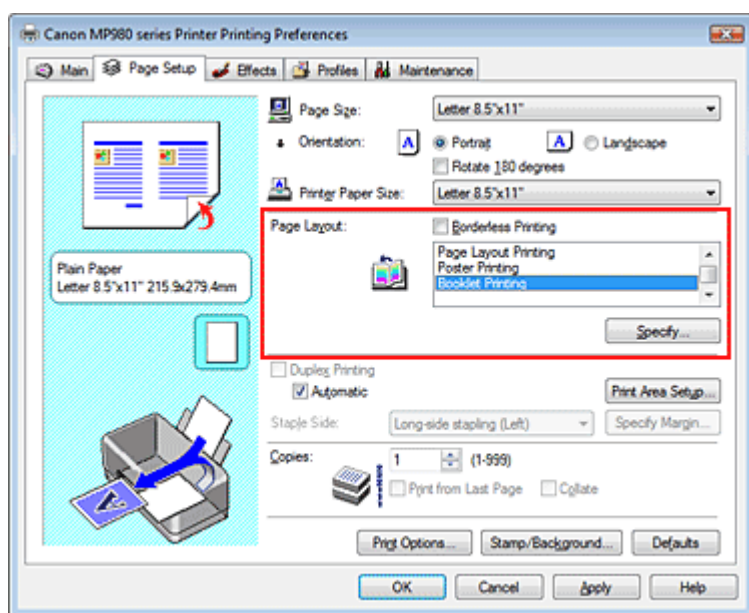 Canon MP980 series Printer Printing Preferences
Main Page Setup Effects Profiles Maintenance
Page Size: Letter 8.5"x11"
Orientation: A Portrait A Landscape
Rotate 180 degrees
Printer Paper Size: Letter 8.5"x11"
Page Layout: Borderless Printing
Page Layout Printing
Poster Printing
Booklet Printing
Specify...
Plain Paper
Letter 8.5"x11" 215.9x279.4mm
Duplex Printing
Automatic Print Area Setup...
Staple Side: Long-side stapling (Left) Specify Margin...
Copies: 1 (1-999)
Print from Last Page Collate
Print Options... Stamp/Background... Defaults
OK Cancel Apply Help